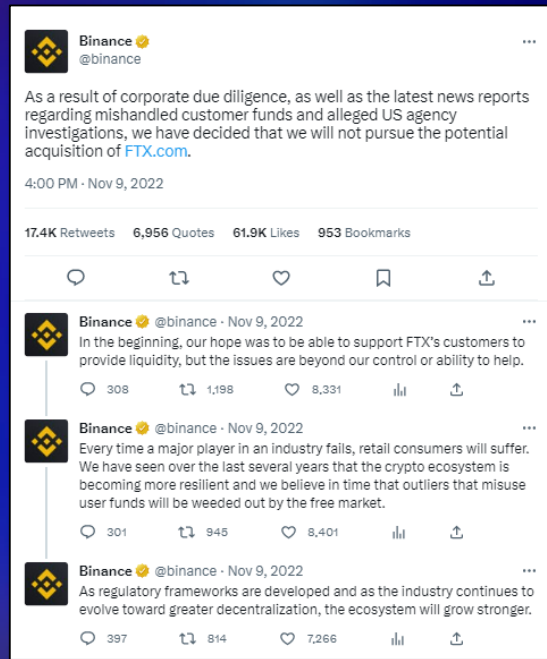 Binance
@binance
As a result of corporate due diligence, as well as the latest news reports
regarding mishandled customer funds and alleged US agency
investigations, we have decided that we will not pursue the potential
acquisition of FTX.com.
4:00 PM · Nov 9, 2022
17.4K Retweets 6,956 Quotes 61.9K Likes 953 Bookmarks
Binance @binance · Nov 9, 2022
In the beginning, our hope was to be able to support FTX's customers to
provide liquidity, but the issues are beyond our control or ability to help.
308 1,198 8,331
Binance @binance · Nov 9, 2022
Every time a major player in an industry fails, retail consumers will suffer.
We have seen over the last several years that the crypto ecosystem is
becoming more resilient and we believe in time that outliers that misuse
user funds will be weeded out by the free market.
301 945 8,401
Binance @binance · Nov 9, 2022
As regulatory frameworks are developed and as the industry continues to
evolve toward greater decentralization, the ecosystem will grow stronger.
397 814 7,266